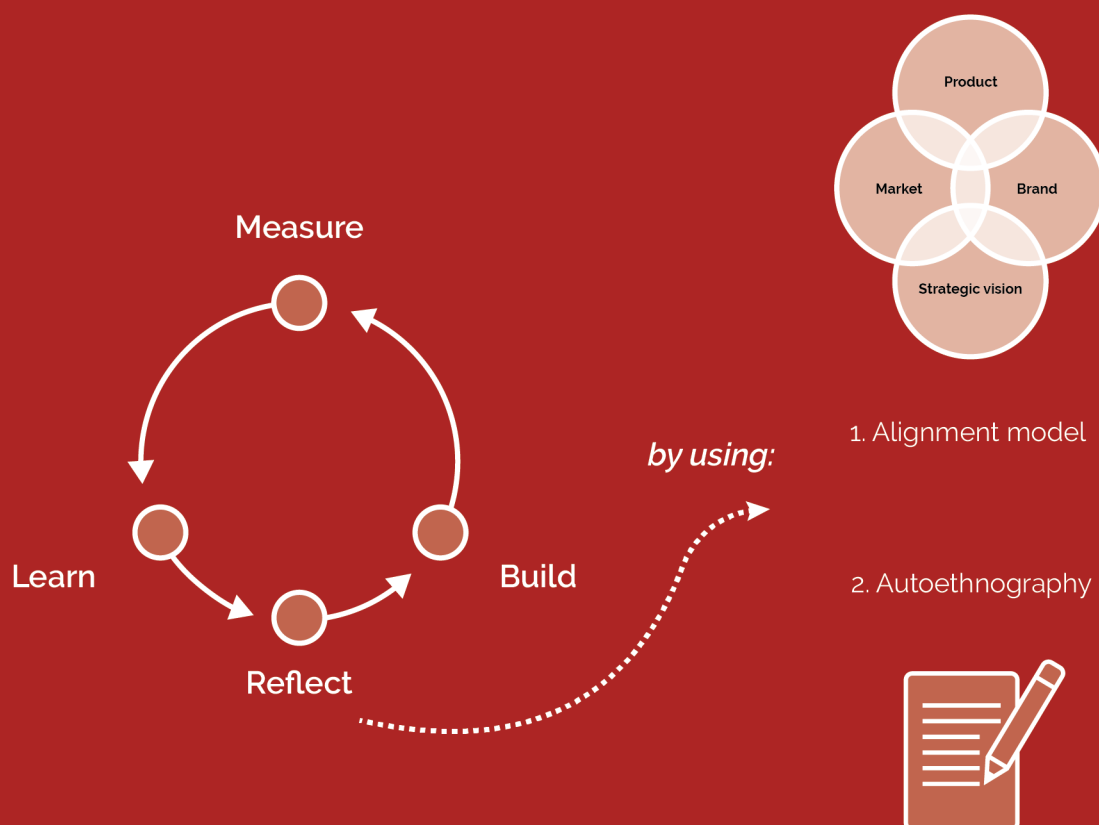 Product
Market
Brand
Strategic vision
Measure
Learn
Build
Reflect
by using:
1. Alignment model
2. Autoethnography